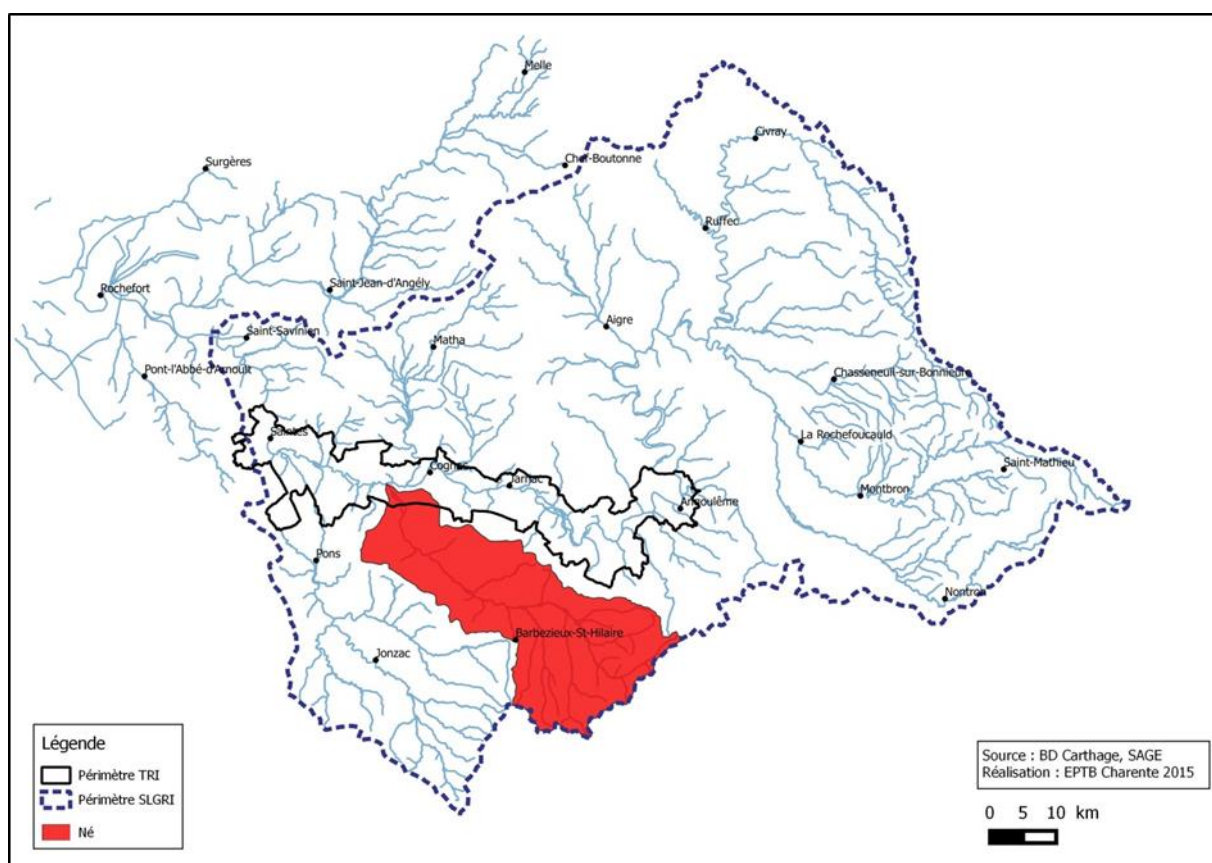 Melle
Civray
Chef-Boutonne
Surgères
Ruffec
Saint-Jean-d'Angély
Rochefort
Aigre
Saint-Savinien
Matha
Pont-l'Abbé-d'Arnoult
Chasseneuil-sur-Bonnieure
Saintes
La Rochefoucauld
Cognac
Saint-Mathieu
Jarnac
Montbron
Angoulême
Pons
Nontron
Barbezieux-St-Hilaire
Jonzac
Légende
Périmètre TRI
Périmètre SLGRI
Né
Source : BD Carthage, SAGE
Réalisation : EPTB Charente 2015
0 5 10 km